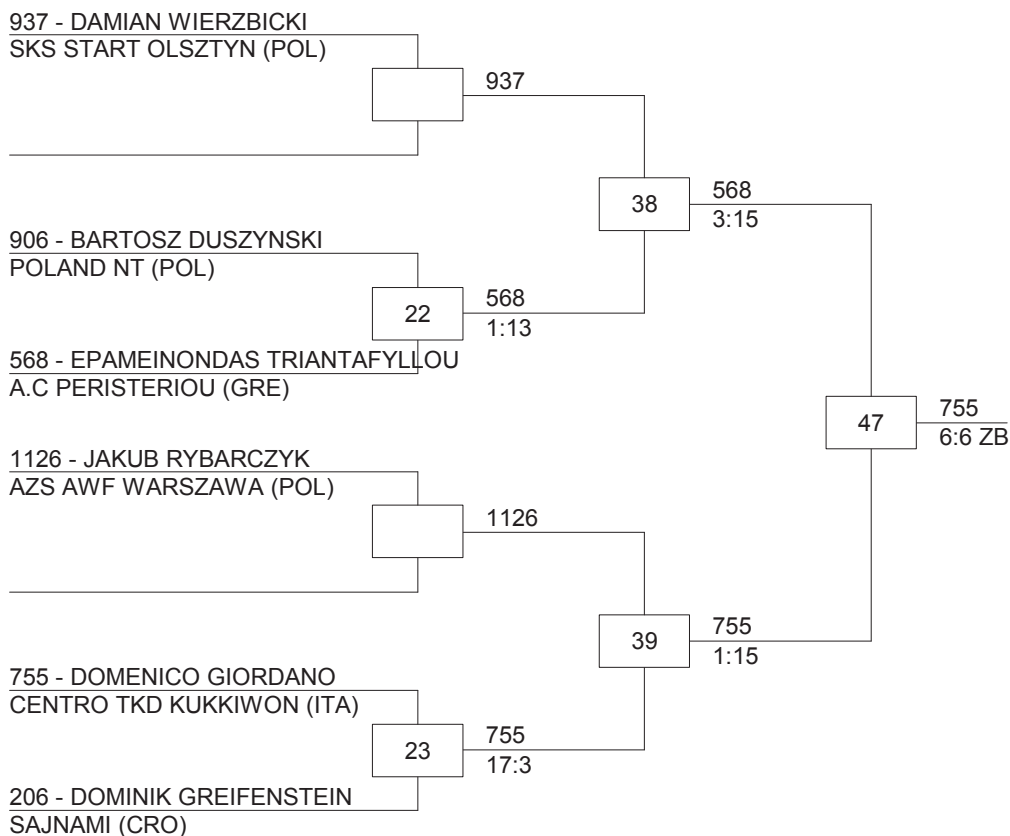 937 - DAMIAN WIERZBICKI
SKS START OLSZTYN (POL)
937
38
568
3:15
906 - BARTOSZ DUSZYNSKI
POLAND NT (POL)
22
568
1:13
568 - EPAMEINONDAS TRIANTAFYLLOU
A.C PERISTERIOU (GRE)
47
755
6:6 ZB
1126 - JAKUB RYBARCZYK
AZS AWF WARSZAWA (POL)
1126
39
755
1:15
755 - DOMENICO GIORDANO
CENTRO TKD KUKKIWON (ITA)
23
755
17:3
206 - DOMINIK GREIFENSTEIN
SAJNAMI (CRO)